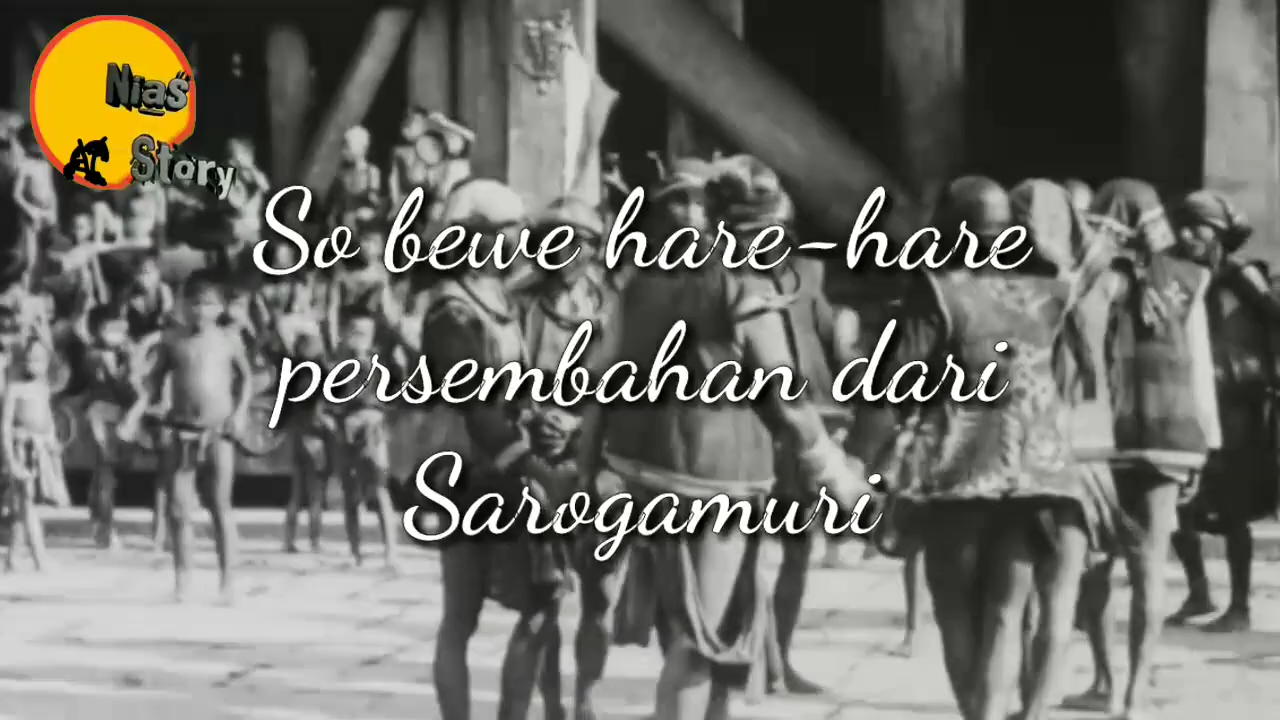 Nias
Story
So bewe hare-hare
persembahan dari
Sarogamuri